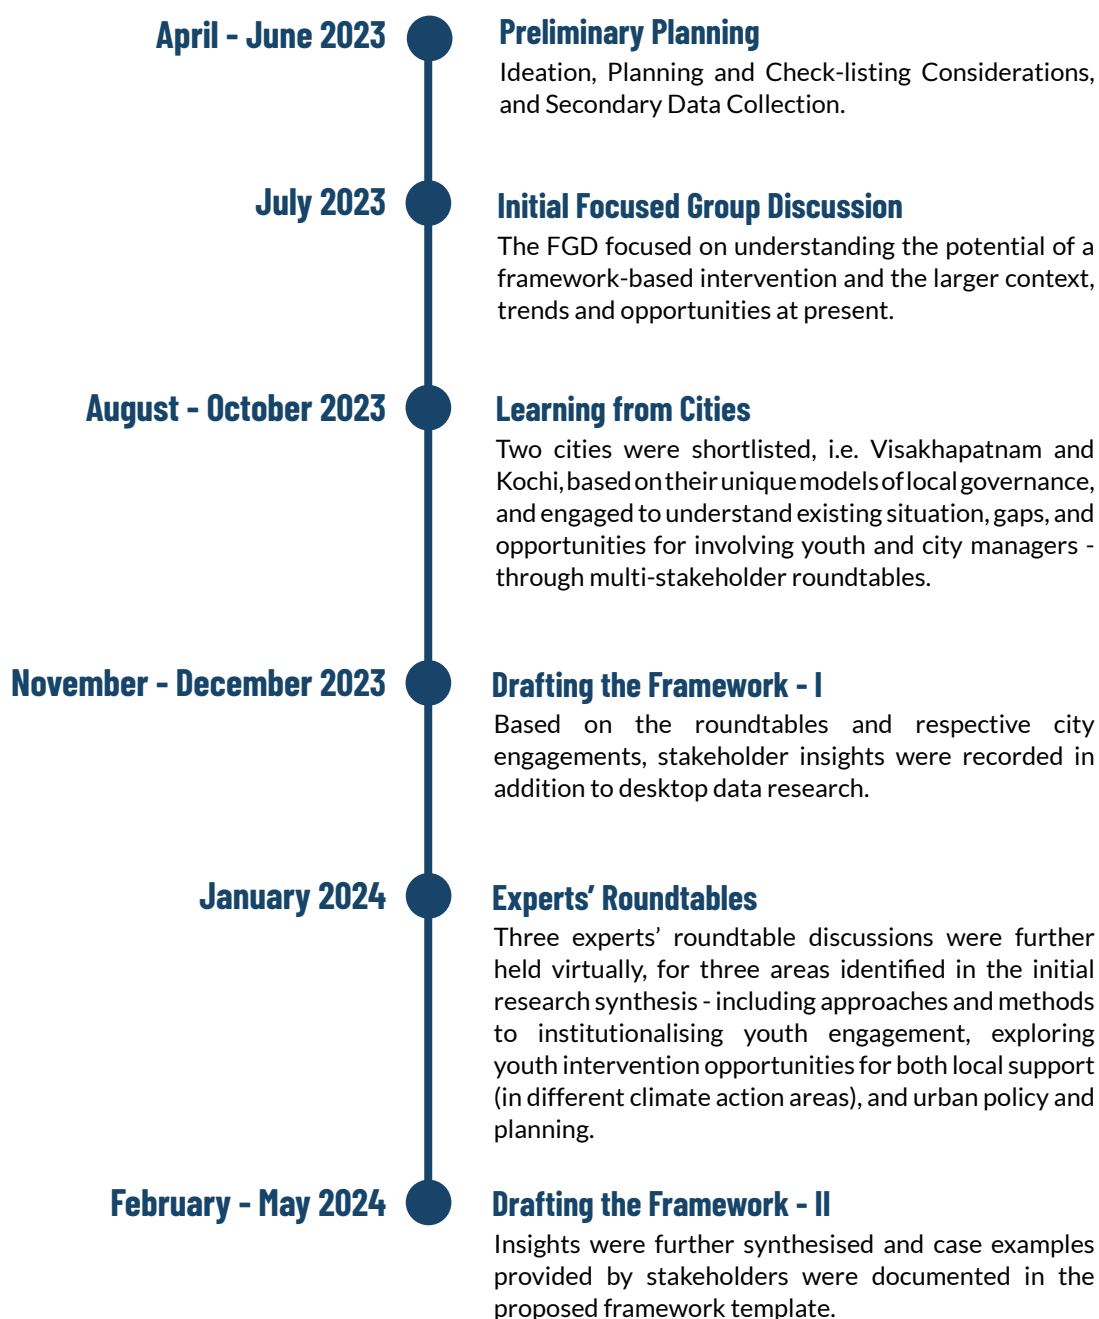 April - June 2023
Preliminary Planning
Ideation, Planning and Check-listing Considerations,
and Secondary Data Collection.
July 2023
Initial Focused Group Discussion
The FGD focused on understanding the potential of a
framework-based intervention and the larger context,
trends and opportunities at present.
August - October 2023
Learning from Cities
Two cities were shortlisted, i.e. Visakhapatnam and
Kochi, based on their unique models of local governance,
and engaged to understand existing situation, gaps, and
opportunities for involving youth and city managers -
through multi-stakeholder roundtables.
November - December 2023
Drafting the Framework - I
Based on the roundtables and respective city
engagements, stakeholder insights were recorded in
addition to desktop data research.
January 2024
Experts’ Roundtables
Three experts’ roundtable discussions were further
held virtually, for three areas identified in the initial
research synthesis - including approaches and methods
to institutionalising youth engagement, exploring
youth intervention opportunities for both local support
(in different climate action areas), and urban policy and
planning.
February - May 2024
Drafting the Framework - II
Insights were further synthesised and case examples
provided by stakeholders were documented in the
proposed framework template.